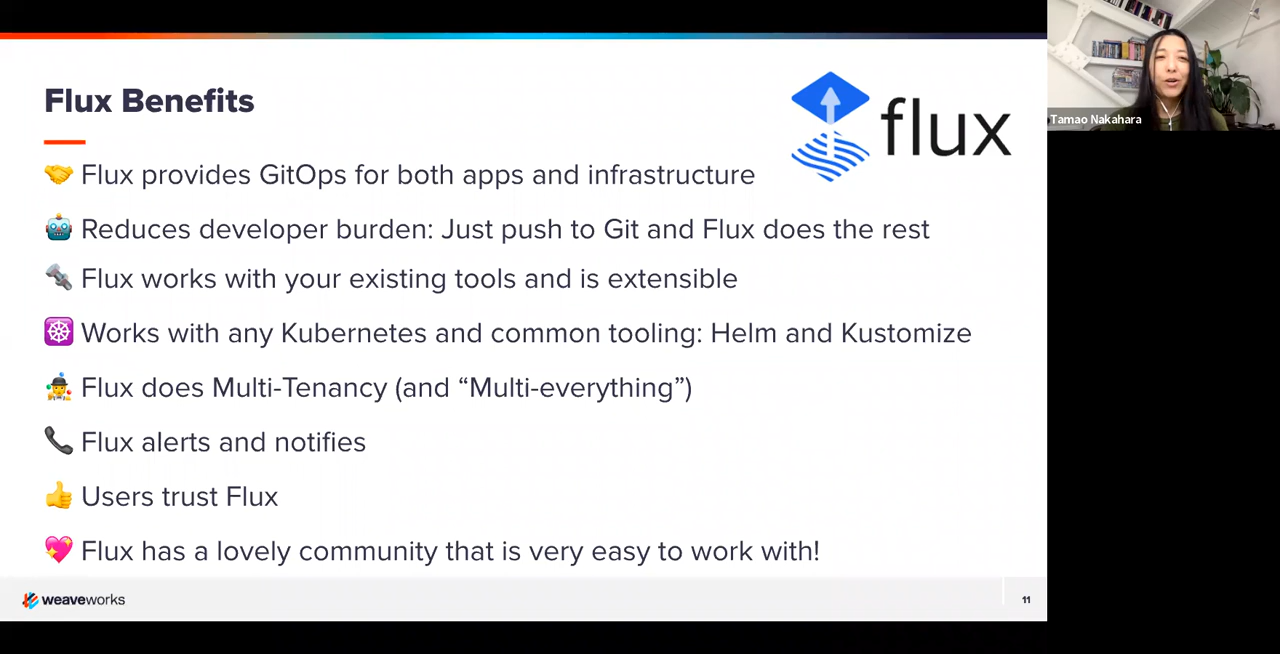 Flux Benefits
flux
Tamao Nakahara
🤝 Flux provides GitOps for both apps and infrastructure
🤖 Reduces developer burden: Just push to Git and Flux does the rest
🔩 Flux works with your existing tools and is extensible
☸️ Works with any Kubernetes and common tooling: Helm and Kustomize
🤹 Flux does Multi-Tenancy (and “Multi-everything”)
📞 Flux alerts and notifies
👍 Users trust Flux
💖 Flux has a lovely community that is very easy to work with!
weaveworks
11